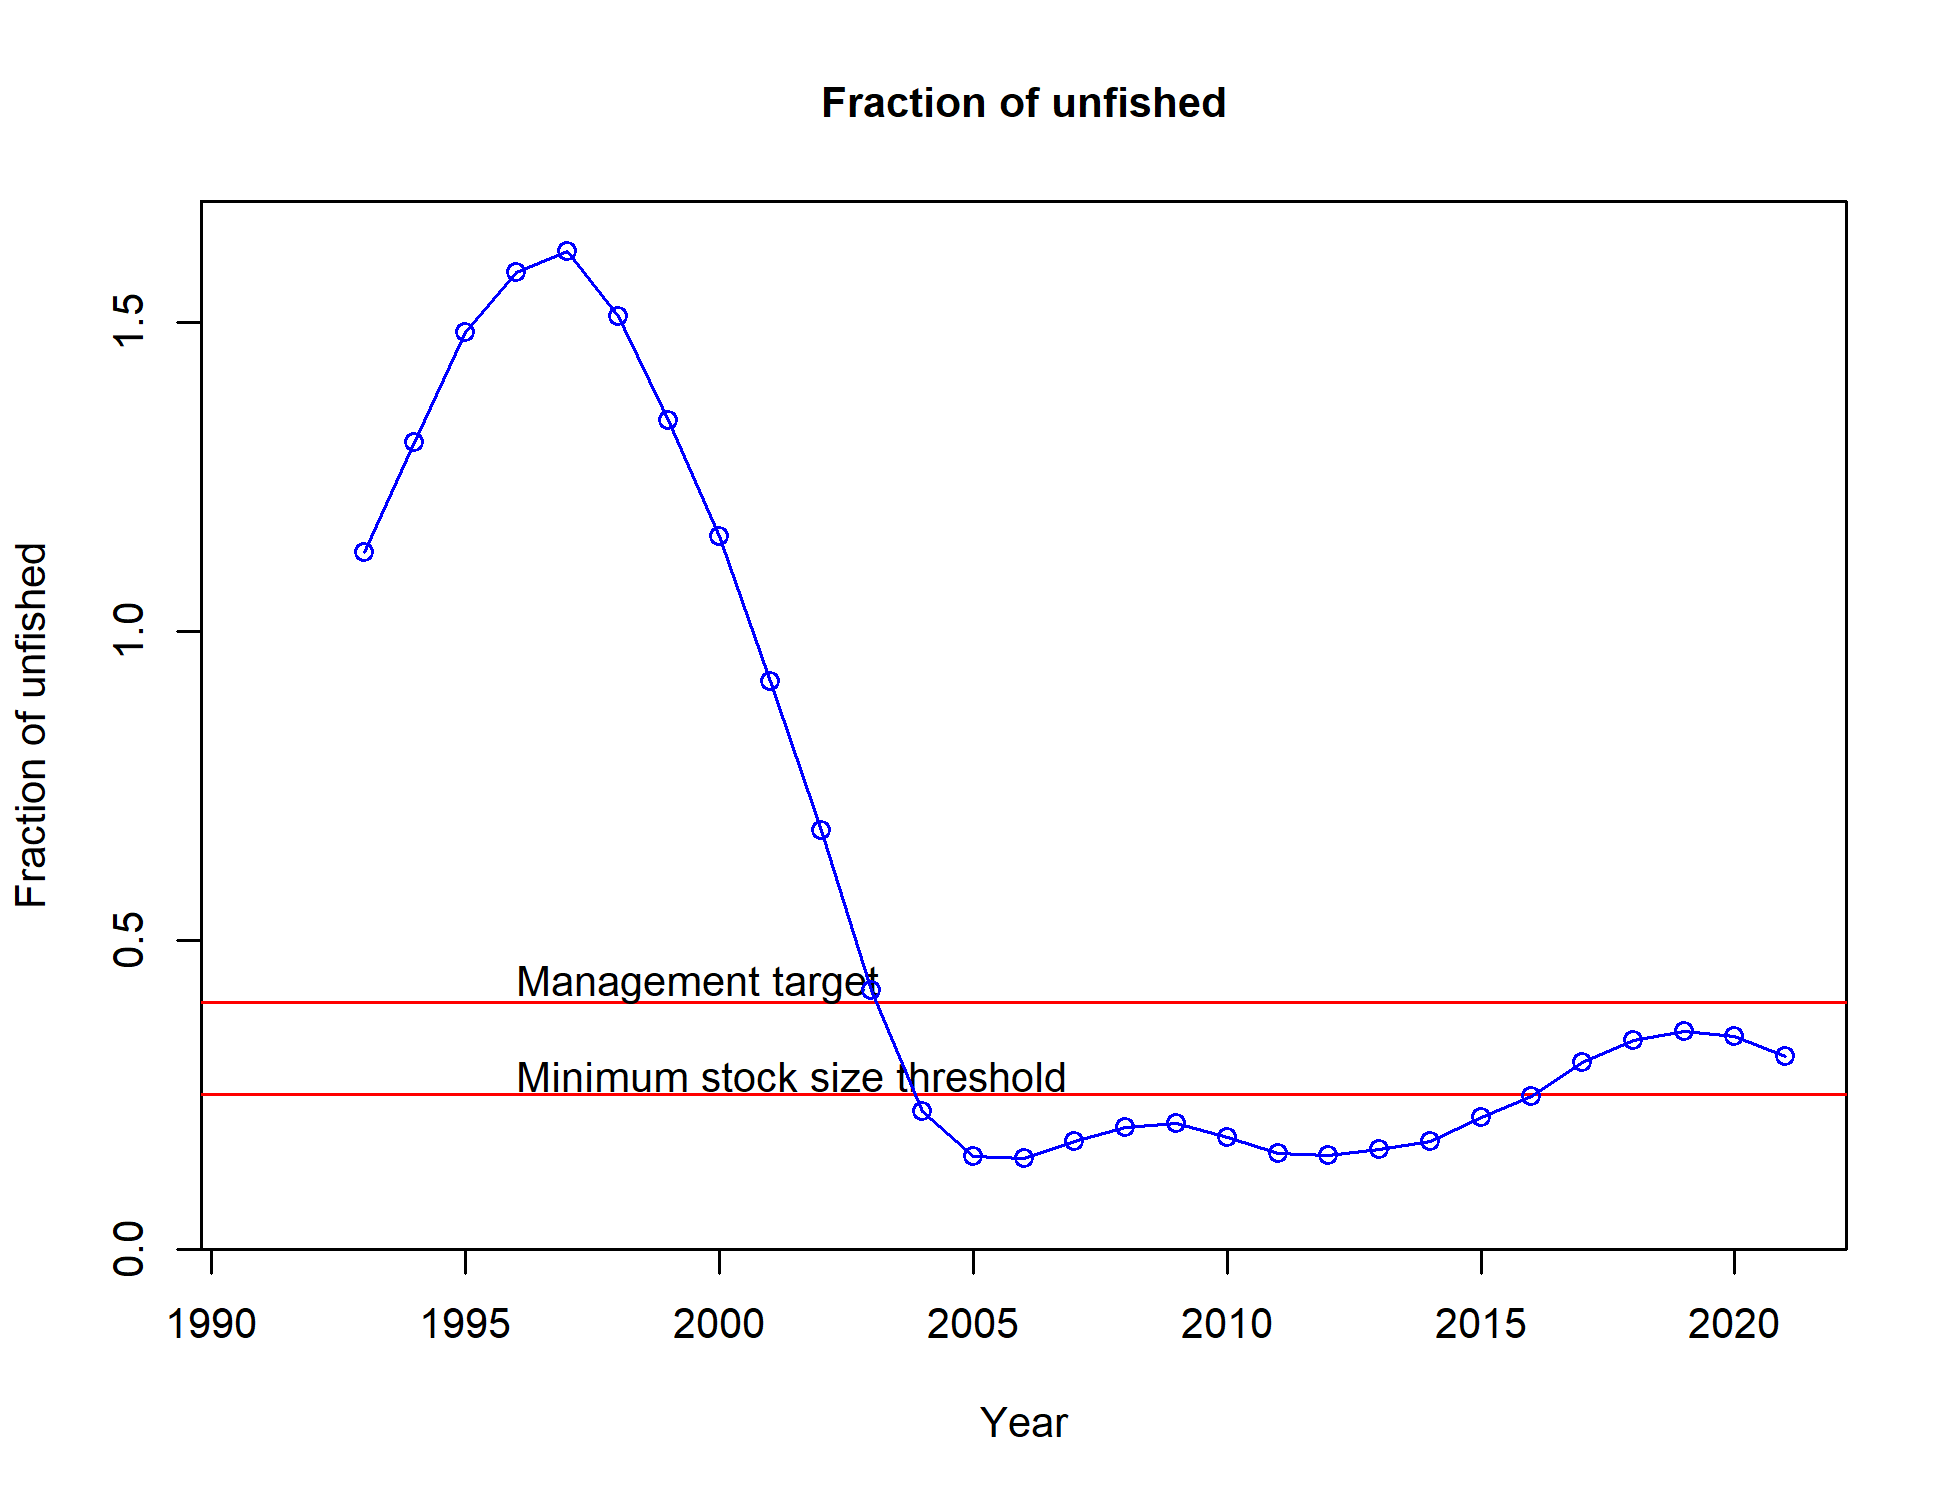 Fraction of unfished
Fraction of unfished
1.5
1.0
0.5
0.0
Management target
Minimum stock size threshold
1990 1995 2000 2005 2010 2015 2020
Year